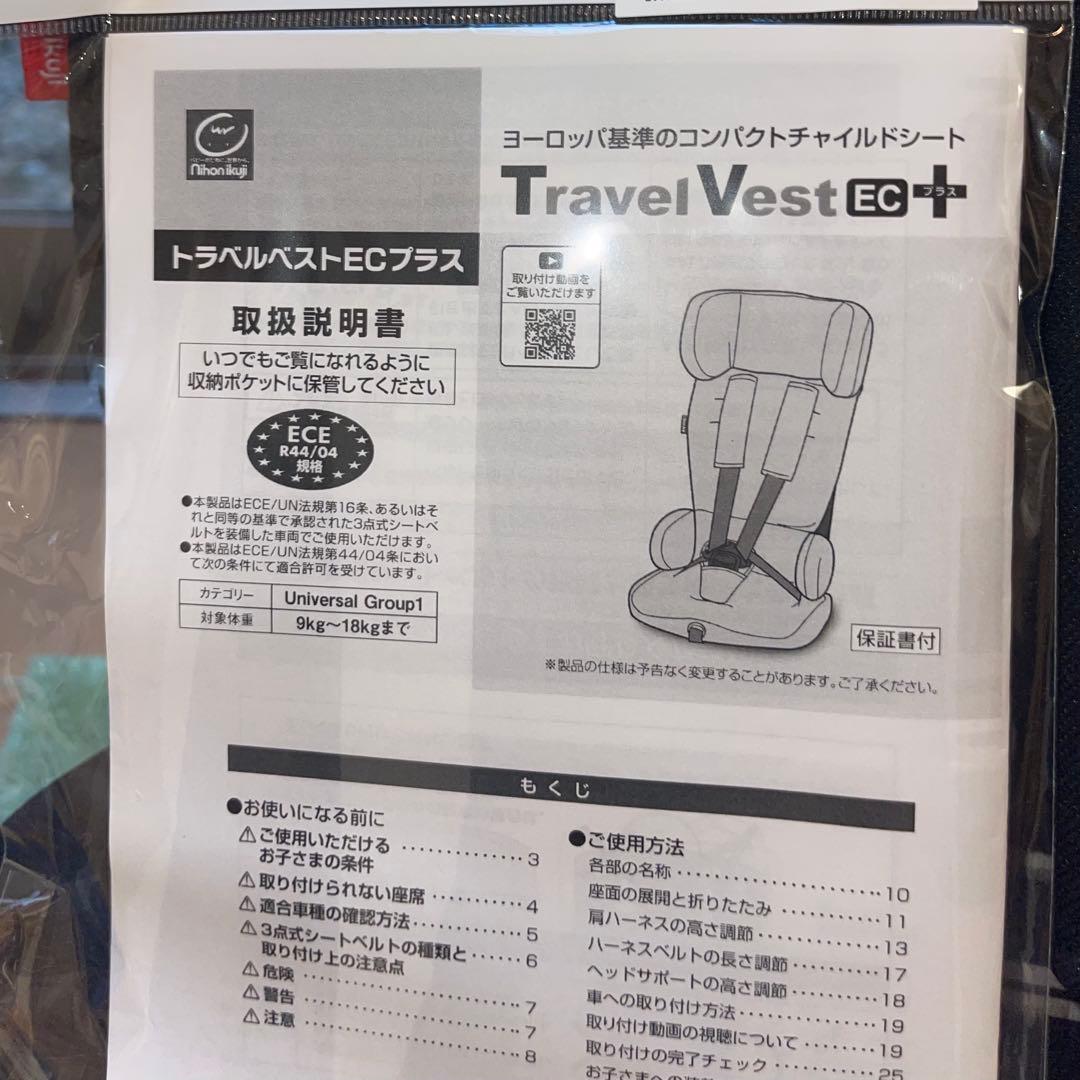 ikuji
ベビーのために、世界から。
Nihon ikuji
ヨーロッパ基準のコンパクトチャイルドシート
Travel Vest EC+
プラス
トラベルベストECプラス
取扱説明書
いつでもご覧になれるように
収納ポケットに保管してください
取り付け動画を
ご覧いただけます
ECE
R44/04
規格
●本製品はECE/UN法規第16条、あるいはそ
れと同等の基準で承認された3点式シートベ
ルトを装備した車両でご使用いただけます。
●本製品はECE/UN法規第44/04条におい
て次の条件にて適合許可を受けています。
カテゴリー Universal Group1
対象体重 9kg〜18kgまで
保証書付
※製品の仕様は予告なく変更することがあります。ご了承ください。
もくじ
●お使いになる前に
⚠ご使用いただける
お子さまの条件 ‥‥‥‥‥ 3
⚠取り付けられない座席 ‥‥‥‥‥ 4
⚠適合車種の確認方法 ‥‥‥‥‥ 5
⚠3点式シートベルトの種類と
取り付け上の注意点 ‥‥‥ 6
⚠危険 ‥‥‥‥‥ 7
⚠警告 ‥‥‥‥‥ 7
⚠注意 ‥‥‥‥‥ 8
●ご使用方法
各部の名称 ‥‥‥‥‥ 10
座面の展開と折りたたみ ‥‥‥‥‥ 11
肩ハーネスの高さ調節 ‥‥‥‥‥ 13
ハーネスベルトの長さ調節 ‥‥‥‥‥ 17
ヘッドサポートの高さ調節 ‥‥‥‥‥ 18
車への取り付け方法 ‥‥‥‥‥ 19
取り付け動画の視聴について ‥‥‥‥‥ 19
取り付けの完了チェック ‥‥‥‥‥ 25